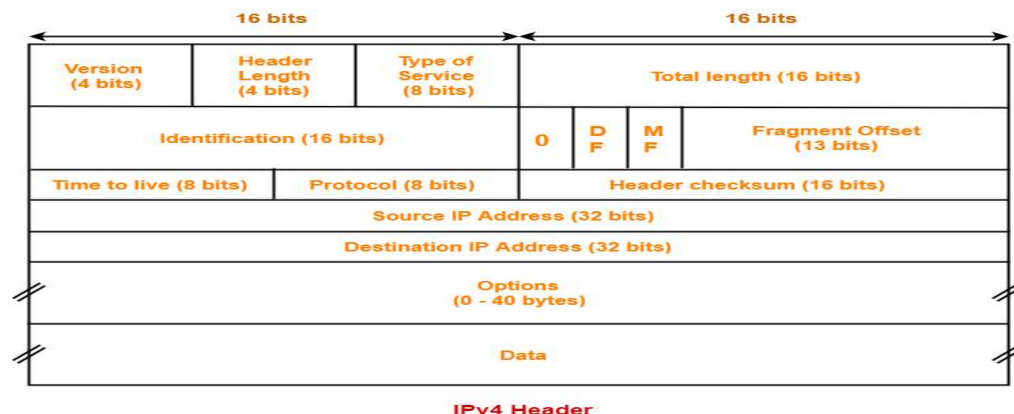 16 bits
16 bits
Version
(4 bits)
Header
Length
(4 bits)
Type of
Service
(8 bits)
Total length (16 bits)
Identification (16 bits)
0
D
F
M
F
Fragment Offset
(13 bits)
Time to live (8 bits)
Protocol (8 bits)
Header checksum (16 bits)
Source IP Address (32 bits)
Destination IP Address (32 bits)
Options
(0 - 40 bytes)
Data
IPv4 Header